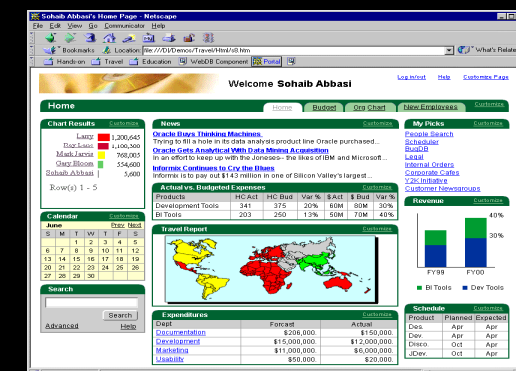 Sohaib Abbasi's Home Page - Netscape
File Edit View Go Communicator Help
Bookmarks Location: file:///D|/Demos/Travel/Html/s8.htm What's Relate
Hands-on Travel Education WebDB Component Portal
Welcome Sohaib Abbasi
Log in/out Help Customize Page
Home
Home Budget Org Chart New Employees Customize
Chart Results Customize
Larry 1,200,645
Ray Lane 1,100,300
Mark Jarvis 768,005
Gary Bloom 554,600
Sohaib Abbasi 5,600
Row(s) 1 - 5
Calendar Customize
June Prev Next
S M T W T F S
1 2 3 4 5
6 7 8 9 10 11 12
13 14 15 16 17 18 19
20 21 22 23 24 25 26
27 28 29 30
Search
Search
Advanced Help
News Customize
Oracle Buys Thinking Machines
Trying to fill a hole in its data analysis product line Oracle purchased...
Oracle Gets Analytical With Data Mining Acquisition
In an effort to keep up with the Joneses-- the likes of IBM and Microsoft...
Informix Continues to Cry the Blues
Informix is to pay out $143 million in one of Silicon Valley's largest ...
Actual vs. Budgeted Expenses Customize
Products HC Act HC Bud Var % $ Act $ Bud Var %
Development Tools 341 375 20% 60M 80M 30%
BI Tools 203 250 13% 50M 70M 40%
Travel Report Customize
Expenditures Customize
Dept Forcast Actual
Documentation $206,000. $150,000.
Development $15,000,000. $12,000,000.
Marketing $11,000,000. $6,000,000.
Usability $50,000. $20,000.
My Picks Customize
People Search
Scheduler
BugDB
Legal
Internal Orders
Corporate Cafes
Y2K Initiative
Customer Newsgroups
Revenue Customize
40%
30%
FY99 FY00
BI Tools Dev Tools
Schedule Customize
Product Planned Expected
Des. Apr Apr
Dev. Apr Apr
Disco. Oct Apr
JDev. Oct Apr